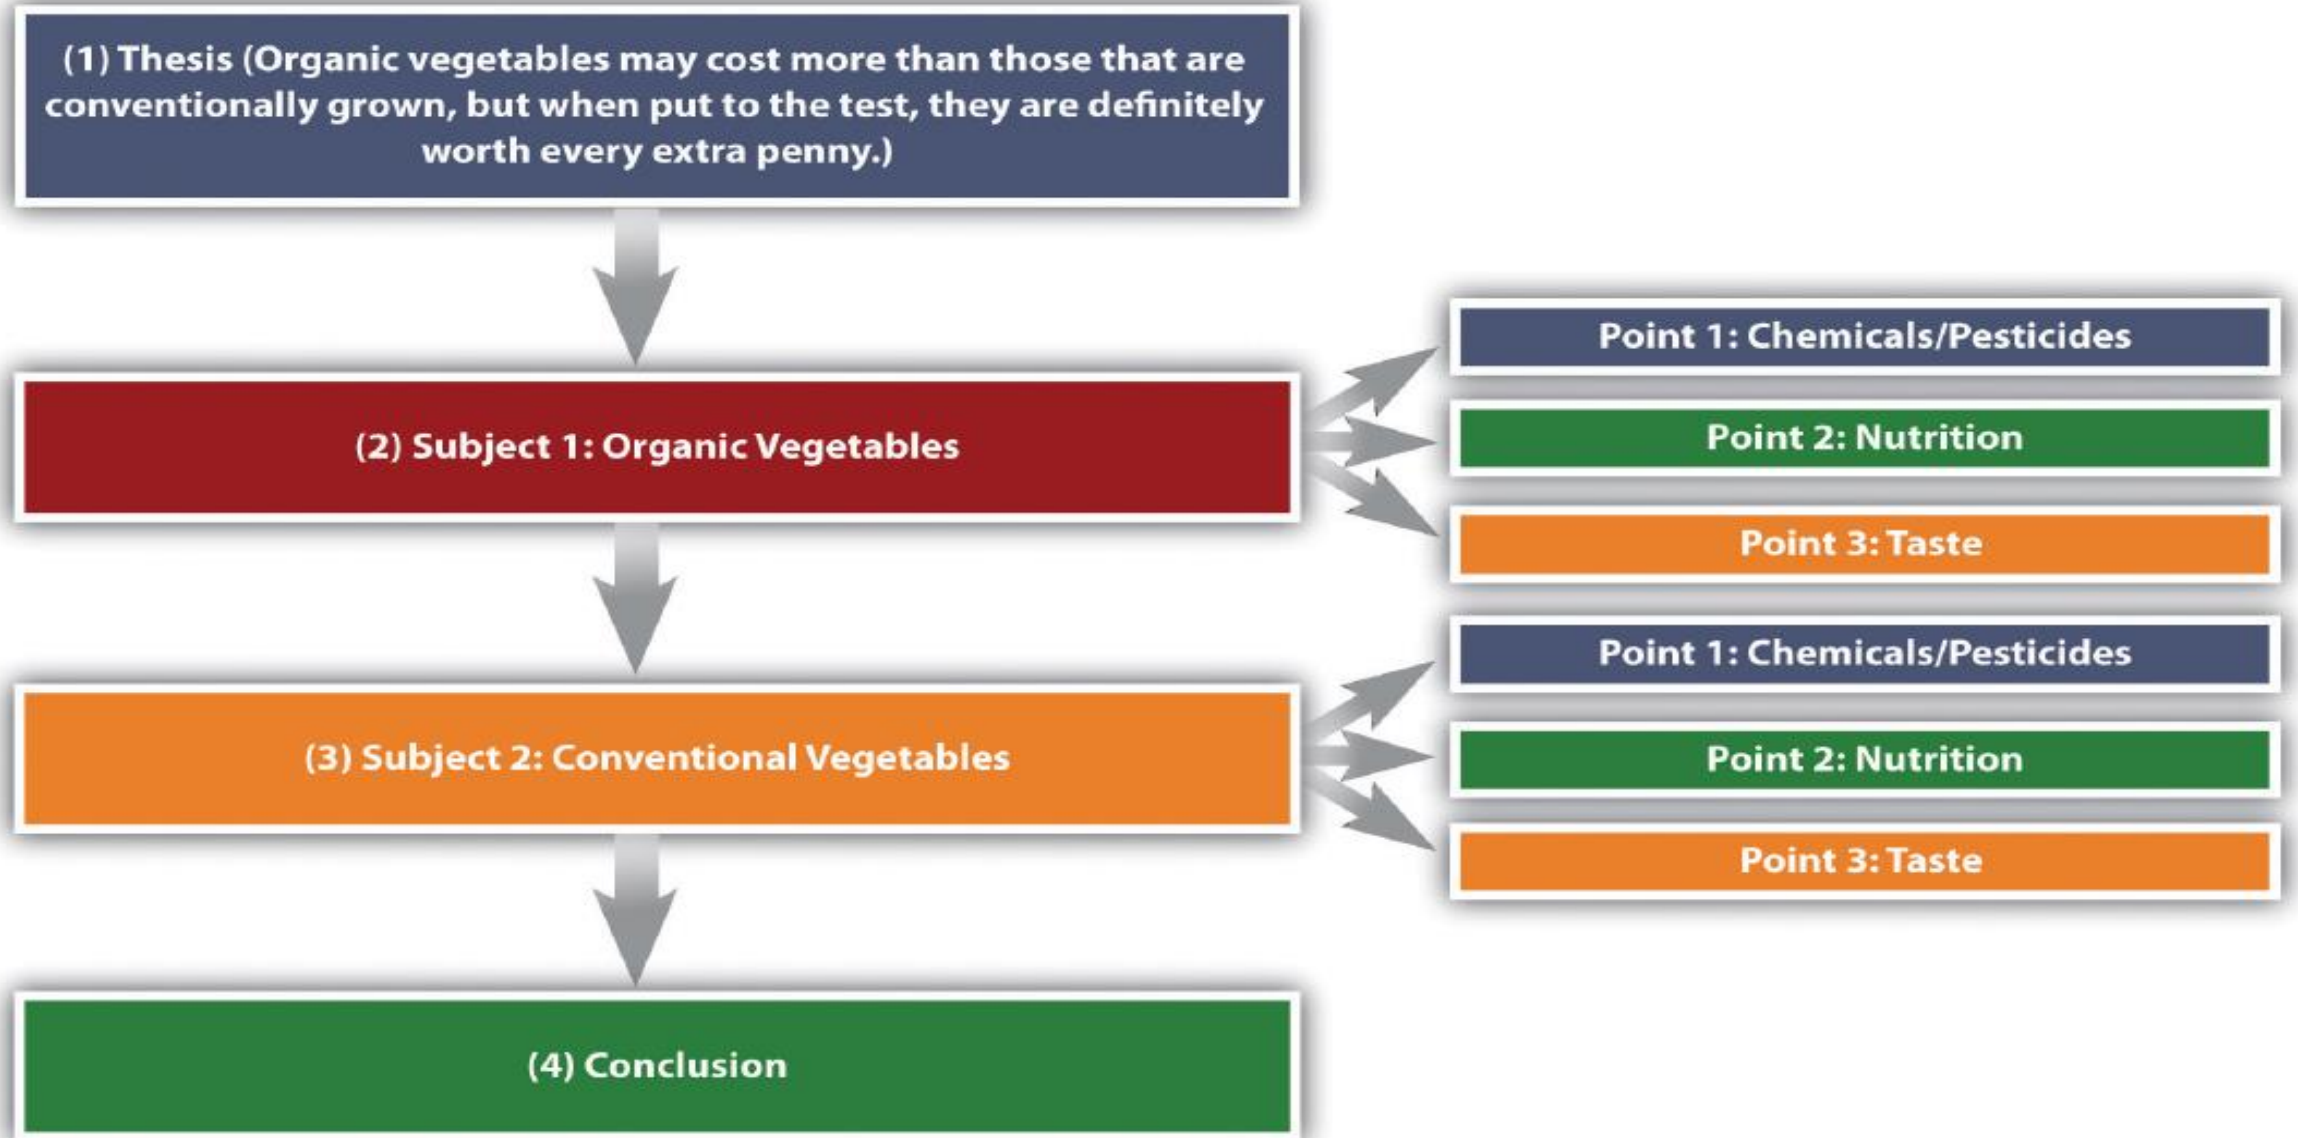 (1) Thesis (Organic vegetables may cost more than those that are
conventionally grown, but when put to the test, they are definitely
worth every extra penny.)
(2) Subject 1: Organic Vegetables
Point 1: Chemicals/Pesticides
Point 2: Nutrition
Point 3: Taste
(3) Subject 2: Conventional Vegetables
Point 1: Chemicals/Pesticides
Point 2: Nutrition
Point 3: Taste
(4) Conclusion